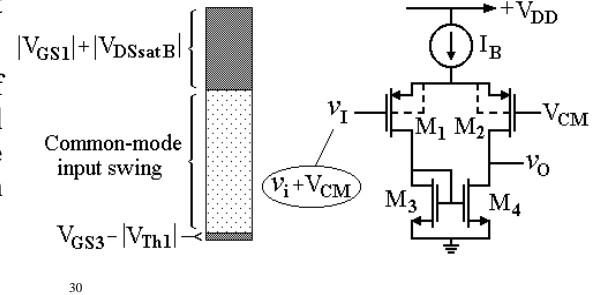 |V_GS1|+|V_DSsatB|
Common-mode
input swing
V_GS3−|V_Th1|
+V_DD
I_B
v_I
M_1 M_2
V_CM
v_i+V_CM
v_O
M_3
M_4
30